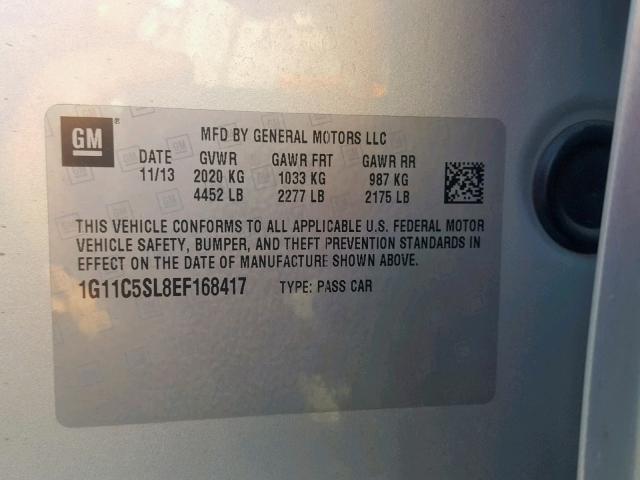 GM ®
MFD BY GENERAL MOTORS LLC
DATE GVWR GAWR FRT GAWR RR
11/13 2020 KG 1033 KG 987 KG
4452 LB 2277 LB 2175 LB
THIS VEHICLE CONFORMS TO ALL APPLICABLE U.S. FEDERAL MOTOR
VEHICLE SAFETY, BUMPER, AND THEFT PREVENTION STANDARDS IN
EFFECT ON THE DATE OF MANUFACTURE SHOWN ABOVE.
1G11C5SL8EF168417 TYPE: PASS CAR